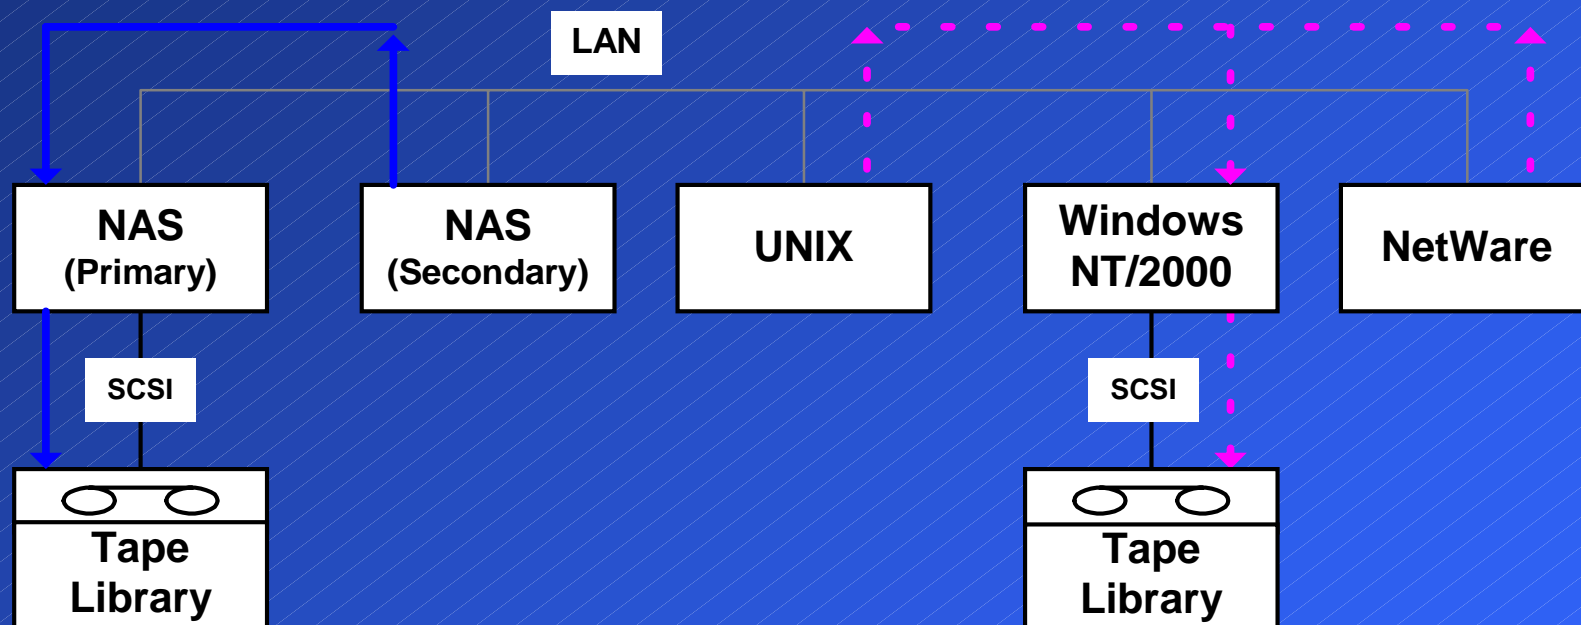 LAN
NAS
(Primary)
NAS
(Secondary)
UNIX
Windows
NT/2000
NetWare
SCSI
SCSI
Tape
Library
Tape
Library